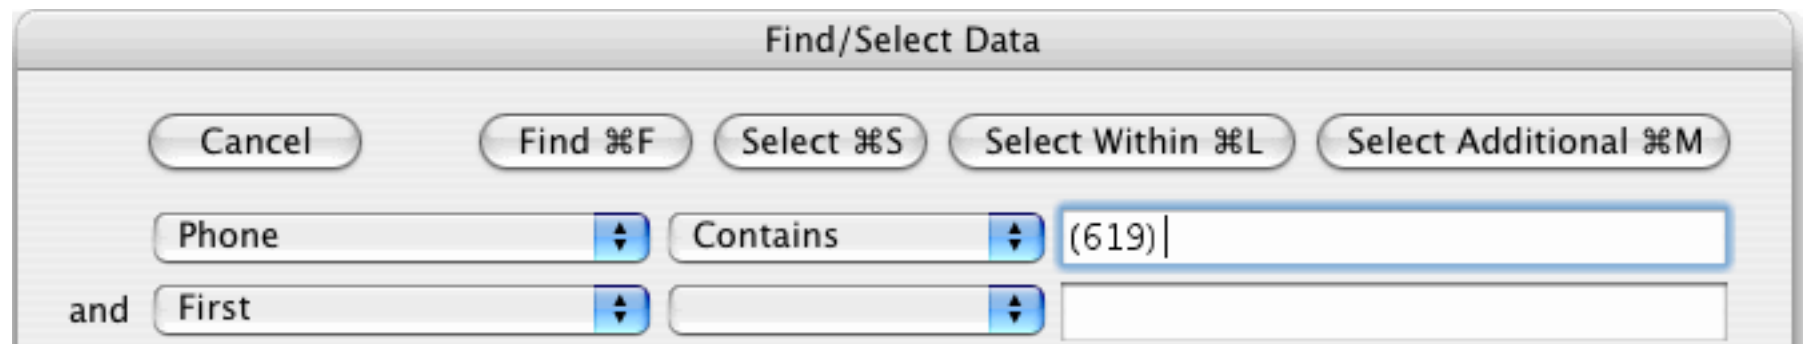 Find/Select Data
Cancel Find ⌘F Select ⌘S Select Within ⌘L Select Additional ⌘M
Phone Contains (619)
and First